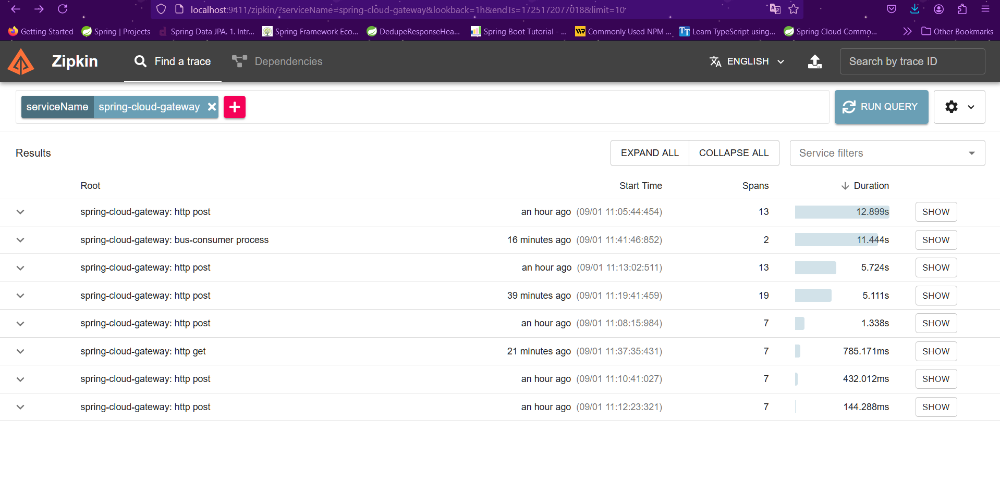 localhost:9411/zipkin/?serviceName=spring-cloud-gateway&lookback=1h&endTs=1725172077018&limit=10
Getting Started Spring | Projects Spring Data JPA. 1. Intr... Spring Framework Eco... DedupeResponseHea... Spring Boot Tutorial - ... Commonly Used NPM ... Learn TypeScript using... Spring Cloud Commo... Other Bookmarks
Zipkin Find a trace Dependencies ENGLISH Search by trace ID
serviceName spring-cloud-gateway RUN QUERY
Results EXPAND ALL COLLAPSE ALL Service filters
Root Start Time Spans Duration
spring-cloud-gateway: http post an hour ago (09/01 11:05:44:454) 13 12.899s SHOW
spring-cloud-gateway: bus-consumer process 16 minutes ago (09/01 11:41:46:852) 2 11.444s SHOW
spring-cloud-gateway: http post an hour ago (09/01 11:13:02:511) 13 5.724s SHOW
spring-cloud-gateway: http post 39 minutes ago (09/01 11:19:41:459) 19 5.111s SHOW
spring-cloud-gateway: http post an hour ago (09/01 11:08:15:984) 7 1.338s SHOW
spring-cloud-gateway: http get 21 minutes ago (09/01 11:37:35:431) 7 785.171ms SHOW
spring-cloud-gateway: http post an hour ago (09/01 11:10:41:027) 7 432.012ms SHOW
spring-cloud-gateway: http post an hour ago (09/01 11:12:23:321) 7 144.288ms SHOW